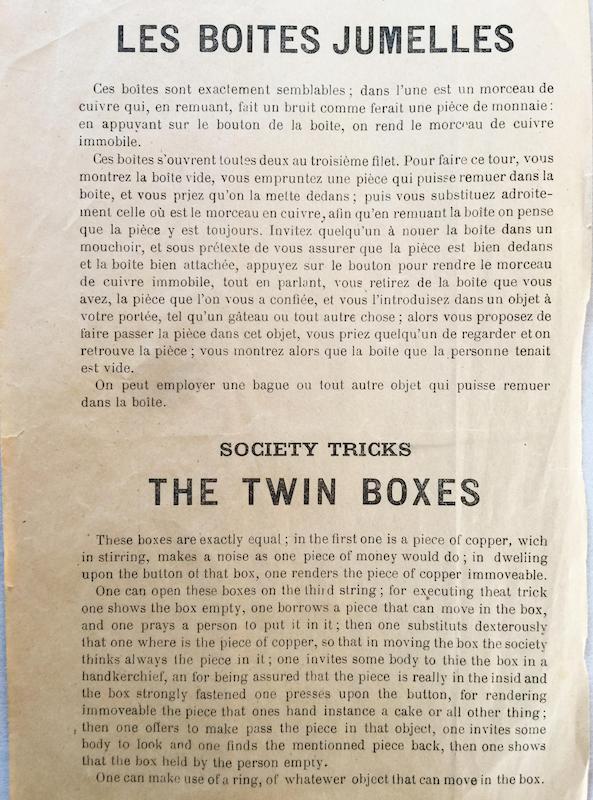 LES BOITES JUMELLES
Ces boîtes sont exactement semblables ; dans l'une est un morceau de
cuivre qui, en remuant, fait un bruit comme ferait une pièce de monnaie :
en appuyant sur le bouton de la boîte, on rend le morceau de cuivre
immobile.
Ces boîtes s'ouvrent toutes deux au troisième filet. Pour faire ce tour, vous
montrez la boîte vide, vous empruntez une pièce qui puisse remuer dans la
boîte, et vous priez qu'on la mette dedans ; puis vous substituez adroite-
ment celle où est le morceau en cuivre, afin qu'en remuant la boîte on pense
que la pièce y est toujours. Invitez quelqu'un à nouer la boîte dans un
mouchoir, et sous prétexte de vous assurer que la pièce est bien dedans
et la boîte bien attachée, appuyez sur le bouton pour rendre le morceau
de cuivre immobile, tout en parlant, vous retirez de la boîte que vous
avez, la pièce que l'on vous a confiée, et vous l'introduisez dans un objet à
votre portée, tel qu'un gâteau ou tout autre chose ; alors vous proposez de
faire passer la pièce dans cet objet, vous priez quelqu'un de regarder et on
retrouve la pièce ; vous montrez alors que la boîte que la personne tenait
est vide.
On peut employer une bague ou tout autre objet qui puisse remuer
dans la boîte.
SOCIETY TRICKS
THE TWIN BOXES
These boxes are exactly equal ; in the first one is a piece of copper, wich
in stirring, makes a noise as one piece of money would do ; in dwelling
upon the button of that box, one renders the piece of copper immoveable.
One can open these boxes on the third string ; for executing theat trick
one shows the box empty, one borrows a piece that can move in the box,
and one prays a person to put it in it ; then one substituts dexterously
that one where is the piece of copper, so that in moving the box the society
thinks always the piece in it ; one invites some body to thie the box in a
handkerchief, an for being assured that the piece is really in the insid and
the box strongly fastened one presses upon the button, for rendering
immoveable the piece that ones hand instance a cake or all other thing ;
then one offers to make pass the piece in that object, one invites some
body to look and one finds the mentionned piece back, then one shows
that the box held by the person empty.
One can make use of a ring, of whatewer object that can move in the box.